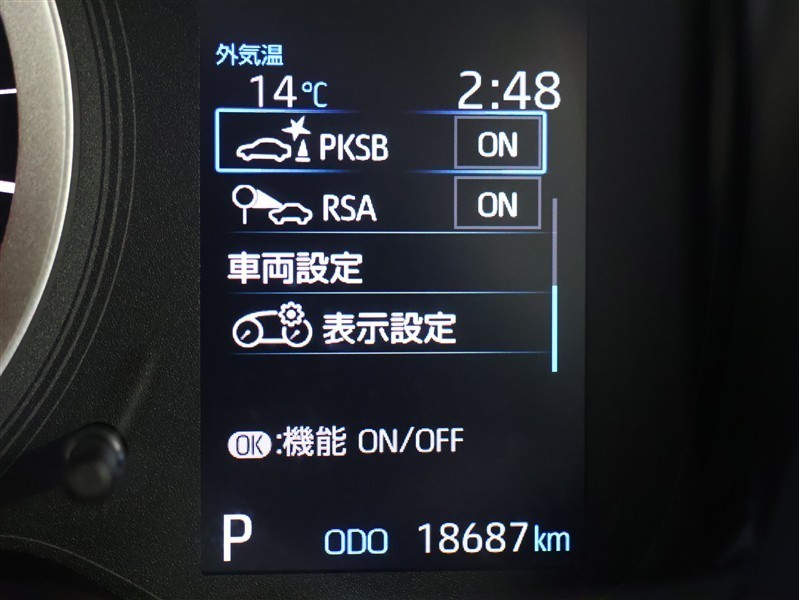 外気温
14℃ 2:48
PKSB ON
RSA ON
車両設定
表示設定
OK:機能 ON/OFF
P ODO 18687km